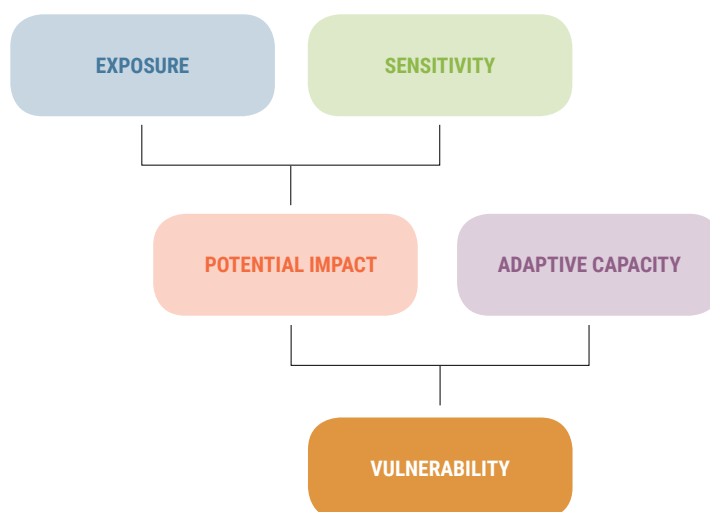 EXPOSURE
SENSITIVITY
POTENTIAL IMPACT
ADAPTIVE CAPACITY
VULNERABILITY